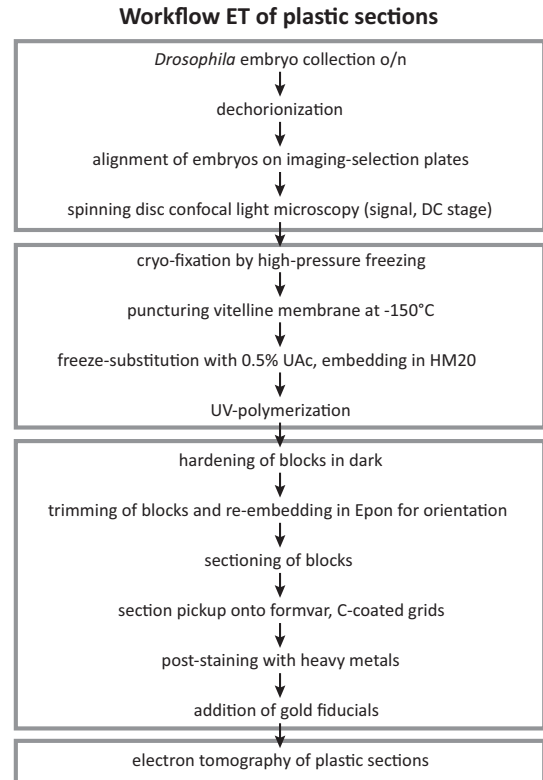 Workflow ET of plastic sections
Drosophila embryo collection o/n
dechorionization
alignment of embryos on imaging-selection plates
spinning disc confocal light microscopy (signal, DC stage)
cryo-fixation by high-pressure freezing
puncturing vitelline membrane at -150°C
freeze-substitution with 0.5% UAc, embedding in HM20
UV-polymerization
hardening of blocks in dark
trimming of blocks and re-embedding in Epon for orientation
sectioning of blocks
section pickup onto formvar, C-coated grids
post-staining with heavy metals
addition of gold fiducials
electron tomography of plastic sections